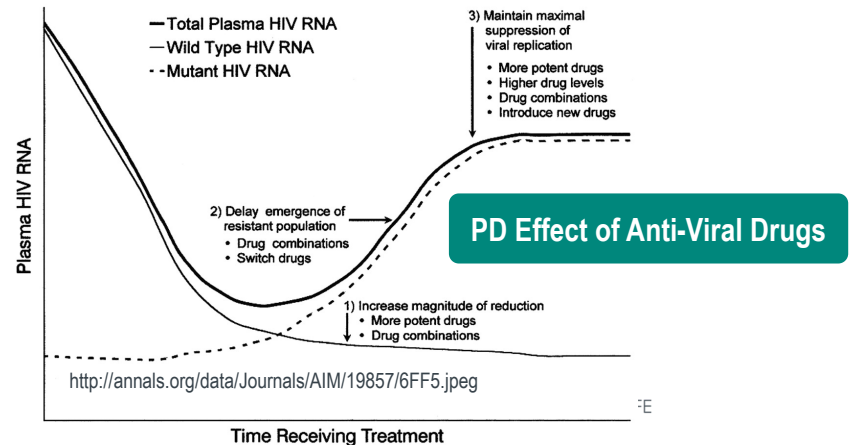 Total Plasma HIV RNA
Wild Type HIV RNA
Mutant HIV RNA
3) Maintain maximal
suppression of
viral replication
• More potent drugs
• Higher drug levels
• Drug combinations
• Introduce new drugs
Plasma HIV RNA
2) Delay emergence of
resistant population
• Drug combinations
• Switch drugs
PD Effect of Anti-Viral Drugs
1) Increase magnitude of reduction
• More potent drugs
• Drug combinations
http://annals.org/data/Journals/AIM/19857/6FF5.jpeg
Time Receiving Treatment